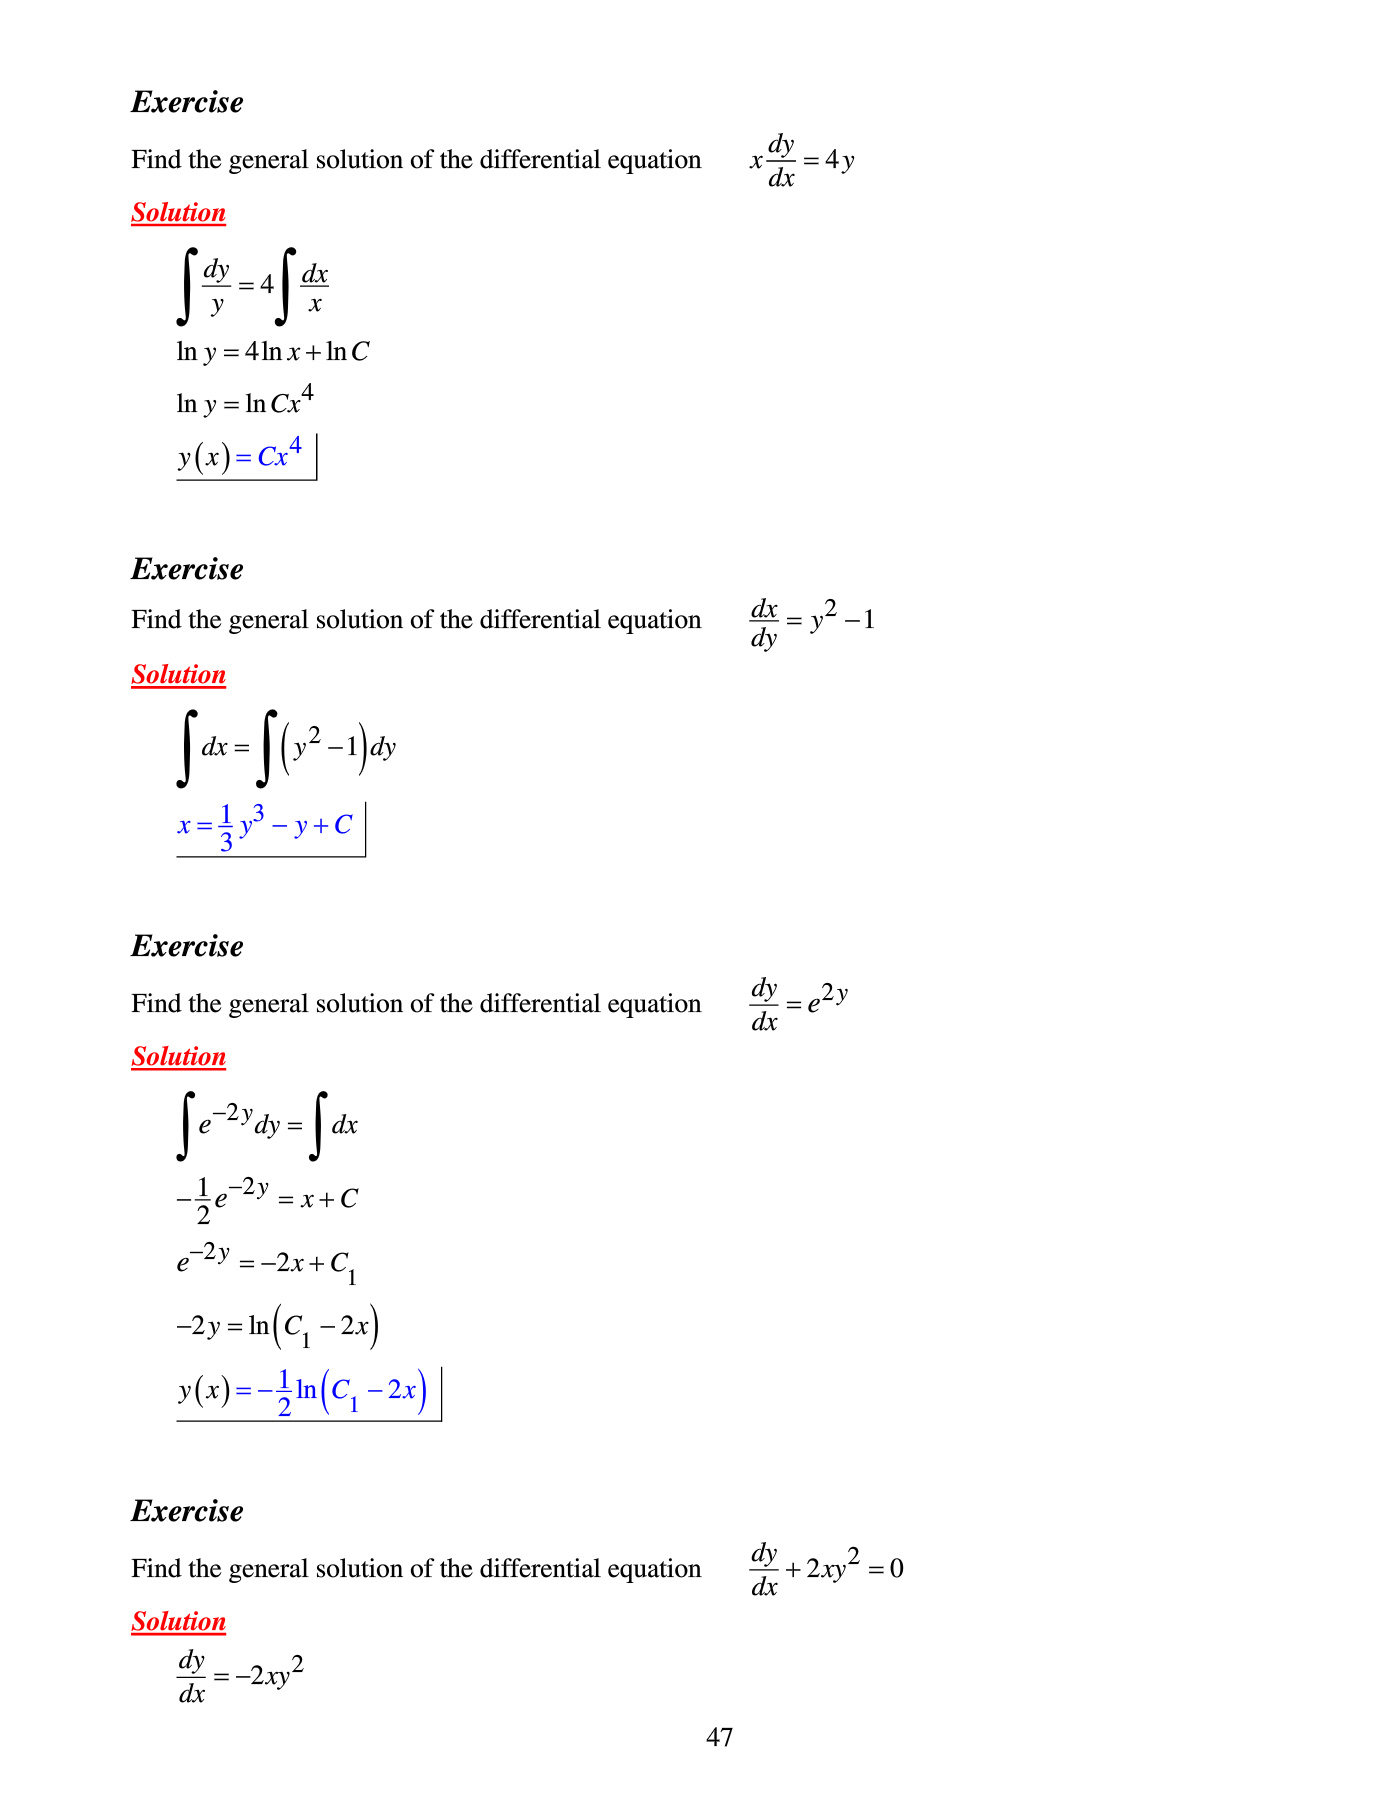 Exercise
Find the general solution of the differential equation $x\frac{dy}{dx} = 4y$
Solution
$\int \frac{dy}{y} = 4\int \frac{dx}{x}$
$\ln y = 4\ln x + \ln C$
$\ln y = \ln Cx^4$
$y(x) = Cx^4$
Exercise
Find the general solution of the differential equation $\frac{dx}{dy} = y^2 - 1$
Solution
$\int dx = \int (y^2 - 1) dy$
$x = \frac{1}{3}y^3 - y + C$
Exercise
Find the general solution of the differential equation $\frac{dy}{dx} = e^{2y}$
Solution
$\int e^{-2y} dy = \int dx$
$-\frac{1}{2}e^{-2y} = x + C$
$e^{-2y} = -2x + C_1$
$-2y = \ln(C_1 - 2x)$
$y(x) = -\frac{1}{2}\ln(C_1 - 2x)$
Exercise
Find the general solution of the differential equation $\frac{dy}{dx} + 2xy^2 = 0$
Solution
$\frac{dy}{dx} = -2xy^2$
47